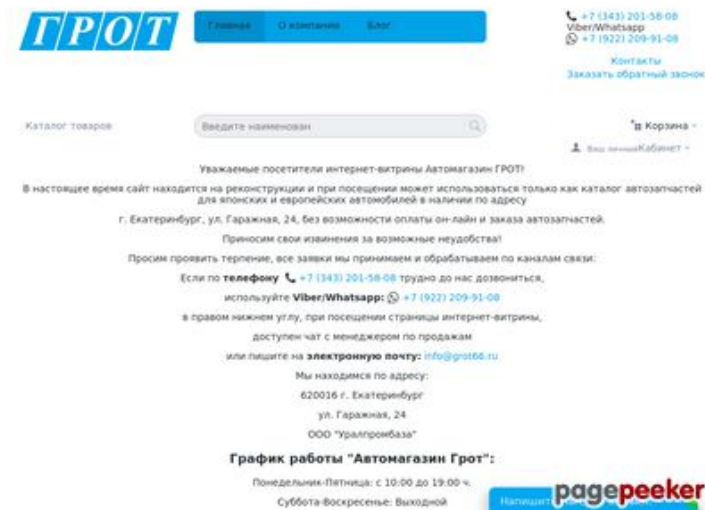 ГРОТ
Главная О компании Блог
+7 (343) 201-58-08
Viber/Whatsapp
+7 (922) 209-91-08
Контакты
Заказать обратный звонок
Каталог товаров
Введите наименован
Корзина
Ваш личный Кабинет
Уважаемые посетители интернет-витрины Автомагазин ГРОТ!
В настоящее время сайт находится на реконструкции и при посещении может использоваться только как каталог автозапчастей
для японских и европейских автомобилей в наличии по адресу
г. Екатеринбург, ул. Гаражная, 24, без возможности оплаты он-лайн и заказа автозапчастей.
Приносим свои извинения за возможные неудобства!
Просим проявить терпение, все заявки мы принимаем и обрабатываем по каналам связи:
Если по телефону +7 (343) 201-58-08 трудно до нас дозвониться,
используйте Viber/Whatsapp: +7 (922) 209-91-08
в правом нижнем углу, при посещении страницы интернет-витрины,
доступен чат с менеджером по продажам
или пишите на электронную почту: info@grot66.ru
Мы находимся по адресу:
620016 г. Екатеринбург
ул. Гаражная, 24
ООО "Уралпромбаза"
График работы "Автомагазин Грот":
Понедельник-Пятница: с 10:00 до 19:00 ч.
Суббота-Воскресенье: Выходной
pagepeeker